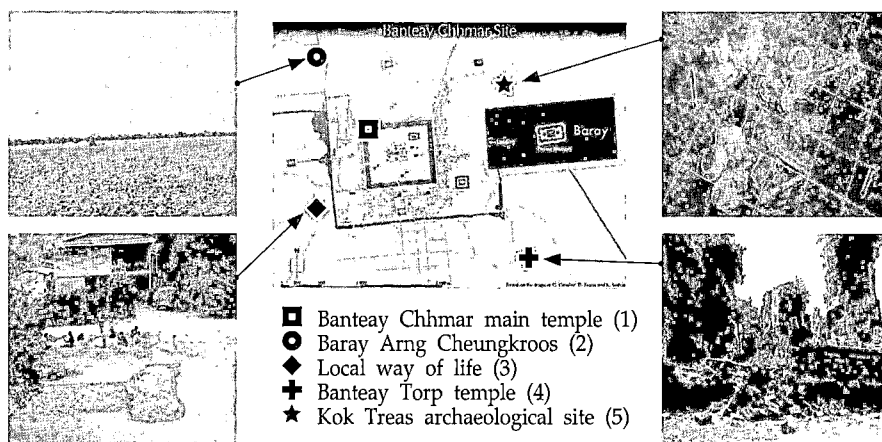 Banteay Chhmar Site
Baray
Banteay Chhmar main temple (1)
Baray Arng Cheungkroos (2)
Local way of life (3)
Banteay Torp temple (4)
Kok Treas archaeological site (5)